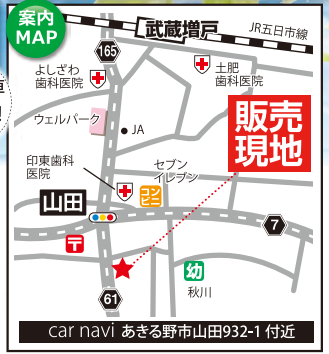 案内
MAP
武蔵増戸
JR五日市線
165
よしざわ
歯科医院
土肥
歯科医院
ウェルパーク
JA
販売
現地
印東歯科
医院
セブン
イレブン
コン
ビニ
山田
7
〒
幼
秋川
61
car navi あきる野市山田932-1 付近